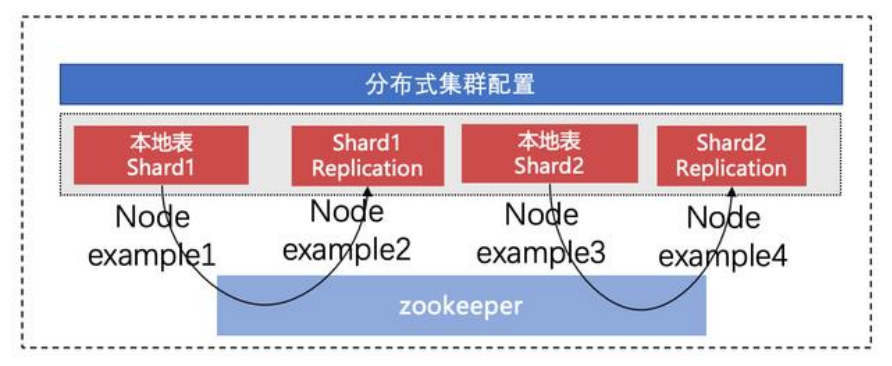 分布式集群配置
本地表
Shard1
Shard1
Replication
本地表
Shard2
Shard2
Replication
Node
example1
Node
example2
Node
example3
Node
example4
zookeeper